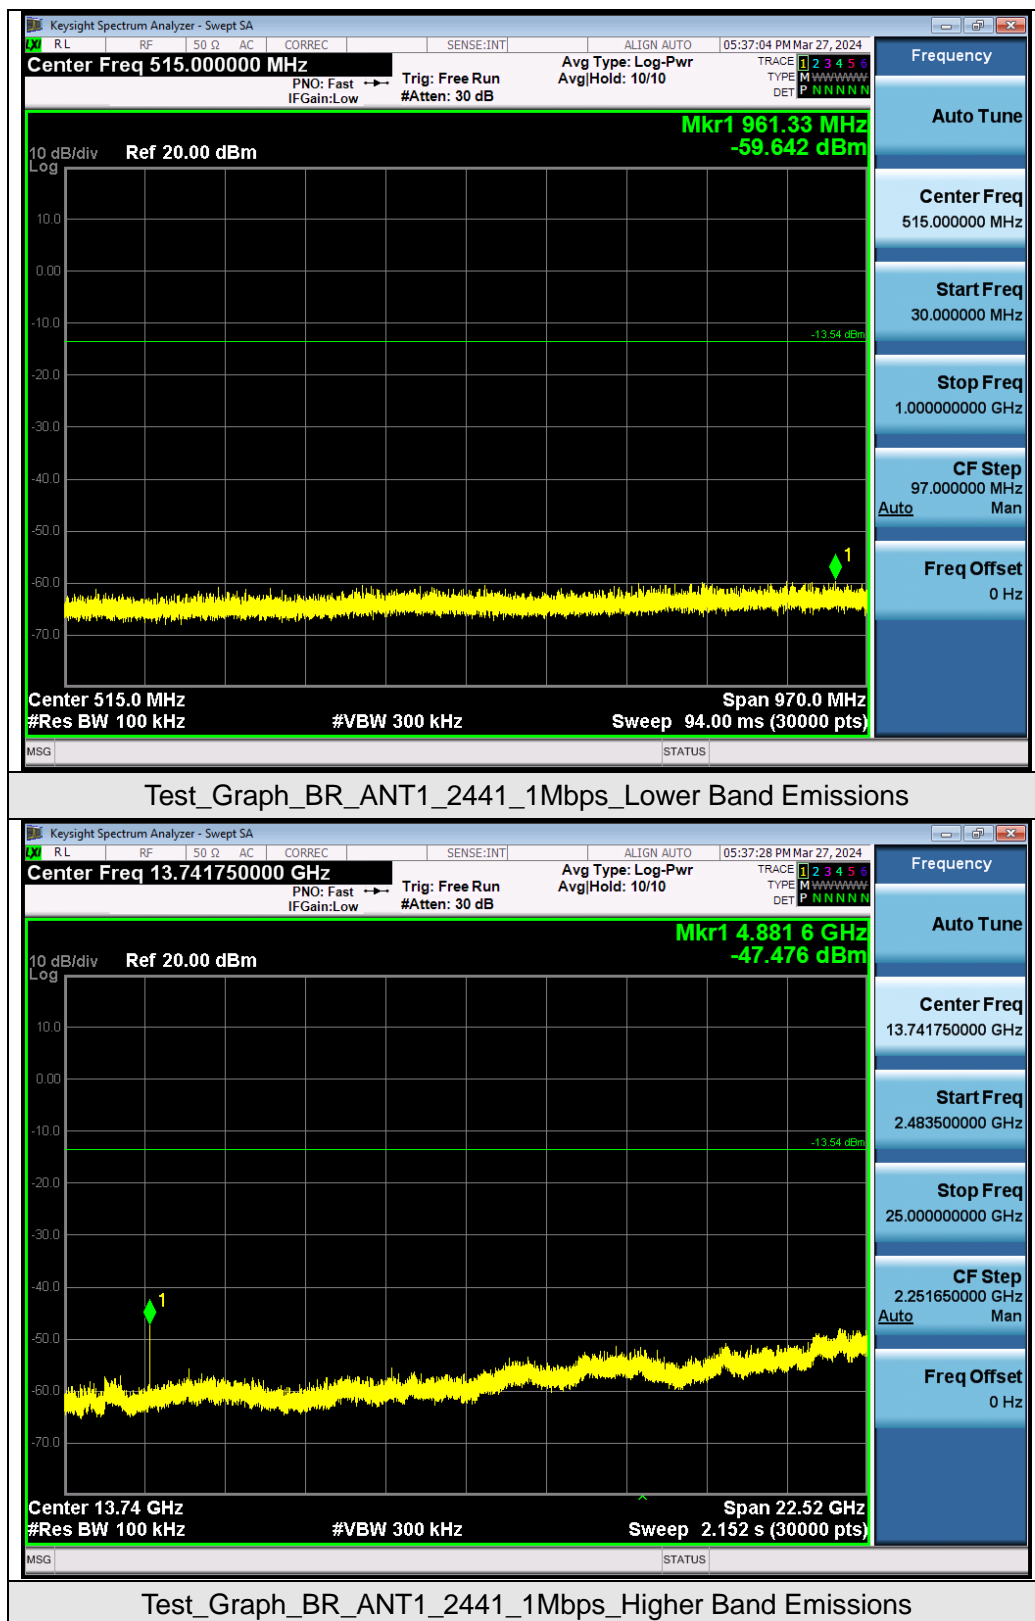 Keysight Spectrum Analyzer - Swept SA
LXI RL RF 50 Ω AC CORREC SENSE:INT ALIGN AUTO 05:37:04 PM Mar 27, 2024
Center Freq 515.000000 MHz
PNO: Fast
IFGain:Low
Trig: Free Run
#Atten: 30 dB
Avg Type: Log-Pwr
Avg|Hold: 10/10
TRACE 1 2 3 4 5 6
TYPE M WWWWW
DET P N N N N N
Mkr1 961.33 MHz
-59.642 dBm
10 dB/div
Log
Ref 20.00 dBm
10.0
0.00
-10.0
-13.54 dBm
-20.0
-30.0
-40.0
-50.0
1
-60.0
-70.0
Center 515.0 MHz
Span 970.0 MHz
#Res BW 100 kHz
#VBW 300 kHz
Sweep 94.00 ms (30000 pts)
MSG
STATUS
Frequency
Auto Tune
Center Freq
515.000000 MHz
Start Freq
30.000000 MHz
Stop Freq
1.000000000 GHz
CF Step
97.000000 MHz
Auto Man
Freq Offset
0 Hz
Test_Graph_BR_ANT1_2441_1Mbps_Lower Band Emissions
Keysight Spectrum Analyzer - Swept SA
LXI RL RF 50 Ω AC CORREC SENSE:INT ALIGN AUTO 05:37:28 PM Mar 27, 2024
Center Freq 13.741750000 GHz
PNO: Fast
IFGain:Low
Trig: Free Run
#Atten: 30 dB
Avg Type: Log-Pwr
Avg|Hold: 10/10
TRACE 1 2 3 4 5 6
TYPE M WWWWW
DET P N N N N N
Mkr1 4.881 6 GHz
-47.476 dBm
10 dB/div
Log
Ref 20.00 dBm
10.0
0.00
-10.0
-13.54 dBm
-20.0
-30.0
-40.0
1
-50.0
-60.0
-70.0
Center 13.74 GHz
Span 22.52 GHz
#Res BW 100 kHz
#VBW 300 kHz
Sweep 2.152 s (30000 pts)
MSG
STATUS
Frequency
Auto Tune
Center Freq
13.741750000 GHz
Start Freq
2.483500000 GHz
Stop Freq
25.000000000 GHz
CF Step
2.251650000 GHz
Auto Man
Freq Offset
0 Hz
Test_Graph_BR_ANT1_2441_1Mbps_Higher Band Emissions